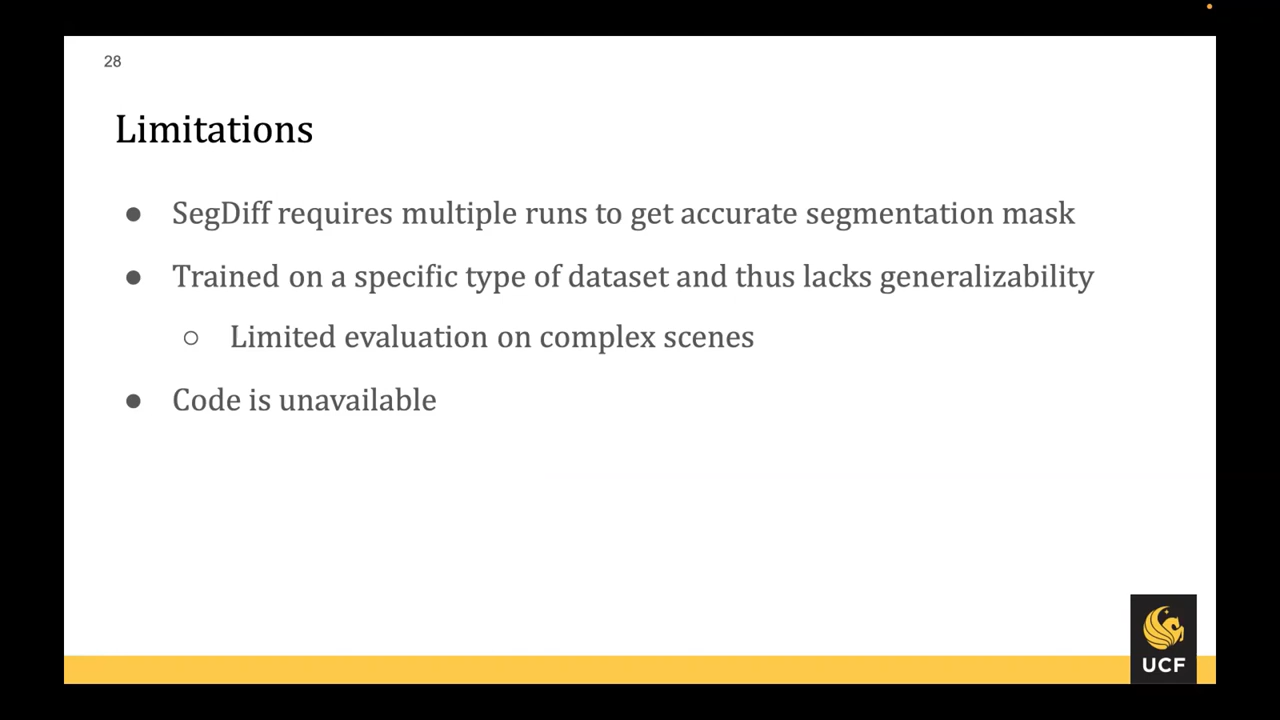 28
Limitations
● SegDiff requires multiple runs to get accurate segmentation mask
● Trained on a specific type of dataset and thus lacks generalizability
○ Limited evaluation on complex scenes
● Code is unavailable
UCF